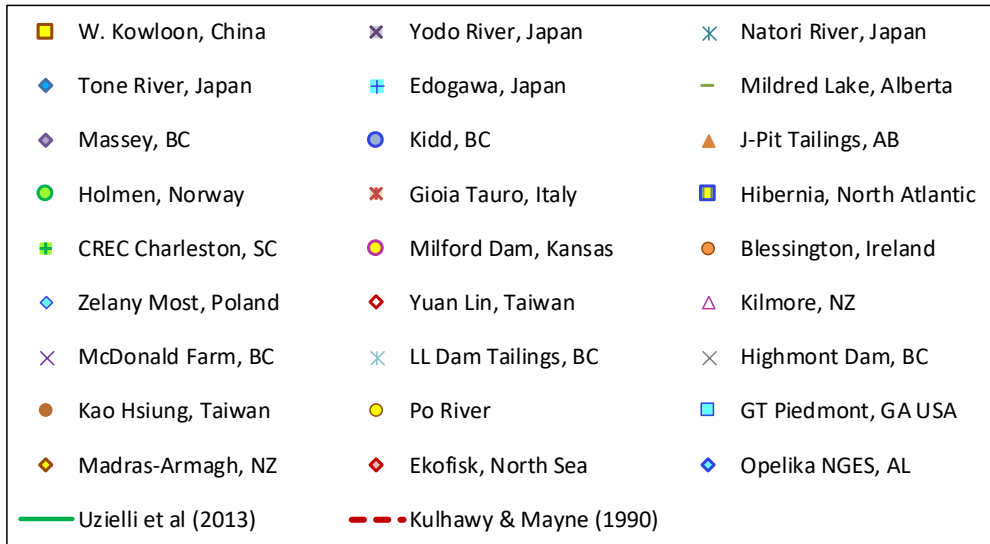 W. Kowloon, China Yodo River, Japan Natori River, Japan
Tone River, Japan Edogawa, Japan Mildred Lake, Alberta
Massey, BC Kidd, BC J-Pit Tailings, AB
Holmen, Norway Gioia Tauro, Italy Hibernia, North Atlantic
CREC Charleston, SC Milford Dam, Kansas Blessington, Ireland
Zelany Most, Poland Yuan Lin, Taiwan Kilmore, NZ
McDonald Farm, BC LL Dam Tailings, BC Highmont Dam, BC
Kao Hsiung, Taiwan Po River GT Piedmont, GA USA
Madras-Armagh, NZ Ekofisk, North Sea Opelika NGES, AL
Uzielli et al (2013) Kulhawy & Mayne (1990)